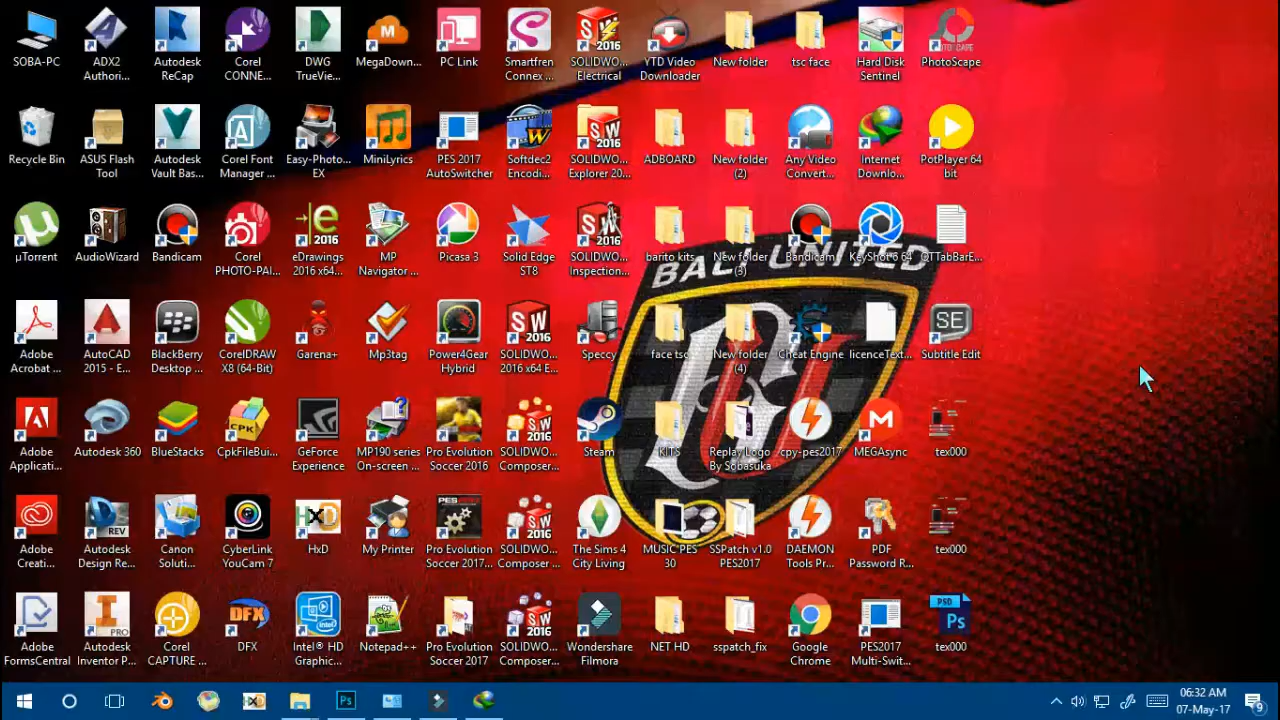 SOBA-PC
ADX2
Authori...
Autodesk
ReCap
Corel
CONNE...
DWG
TrueVie...
MegaDown...
PC Link
Smartfren
Connex ...
SOLIDWO...
Electrical
YTD Video
Downloader
New folder
tsc face
Hard Disk
Sentinel
PhotoScape
Recycle Bin
ASUS Flash
Tool
Autodesk
Vault Bas...
Corel Font
Manager ...
Easy-Photo...
EX
MiniLyrics
PES 2017
AutoSwitcher
Softdec2
Encodi...
SOLIDWO...
Explorer 20...
ADBOARD
New folder
(2)
Any Video
Convert...
Internet
Downlo...
PotPlayer 64
bit
µTorrent
AudioWizard
Bandicam
Corel
PHOTO-PAI...
eDrawings
2016 x64...
MP
Navigator ...
Picasa 3
Solid Edge
ST8
SOLIDWO...
Inspection...
barito kits
New folder
(3)
Bandicam
KeyShot 6 64
QTTabBarE...
BALI UNITED
Adobe
Acrobat ...
AutoCAD
2015 - E...
BlackBerry
Desktop ...
CorelDRAW
X8 (64-Bit)
Garena+
Mp3tag
Power4Gear
Hybrid
SOLIDWO...
2016 x64 E...
Speccy
face tsc
New folder
(4)
Cheat Engine
licenceText...
Subtitle Edit
Adobe
Applicati...
Autodesk 360
BlueStacks
CpkFileBui...
GeForce
Experience
MP190 series
On-screen ...
Pro Evolution
Soccer 2016
SOLIDWO...
Composer...
Steam
KITS
Replay Logo
By Sobasuka
cpy-pes2017
MEGAsync
tex000
Adobe
Creati...
Autodesk
Design Re...
Canon
Soluti...
CyberLink
YouCam 7
HxD
My Printer
Pro Evolution
Soccer 2017...
SOLIDWO...
Composer ...
The Sims 4
City Living
MUSIC PES
30
SSPatch v1.0
PES2017
DAEMON
Tools Pr...
PDF
Password R...
tex000
Adobe
FormsCentral
Autodesk
Inventor P...
Corel
CAPTURE ...
DFX
Intel® HD
Graphic...
Notepad++
Pro Evolution
Soccer 2017
SOLIDWO...
Composer...
Wondershare
Filmora
NET HD
sspatch_fix
Google
Chrome
PES2017
Multi-Swit...
tex000
06:32 AM
07-May-17
9